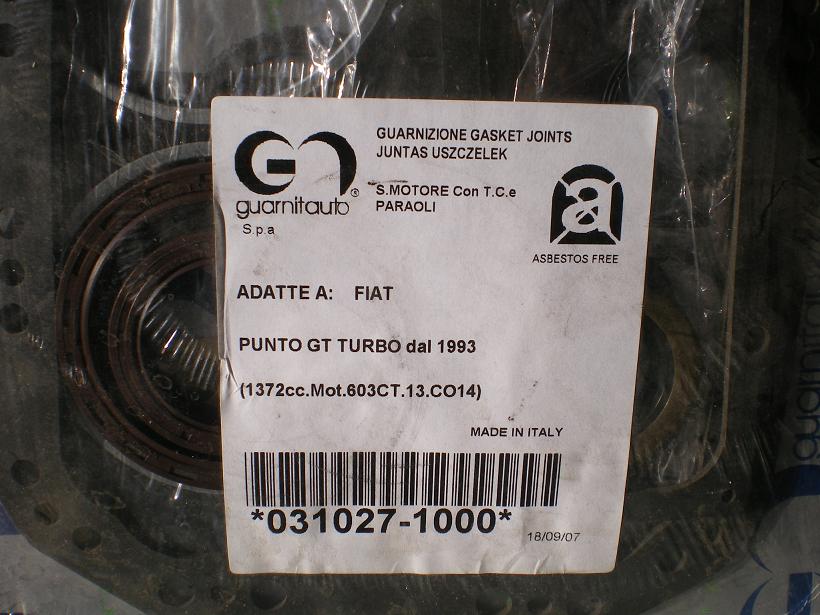 GUARNIZIONE GASKET JOINTS
JUNTAS USZCZELEK
S.MOTORE Con T.C.e
PARAOLI
guarnitauto ®
S.p.a
a
ASBESTOS FREE
ADATTE A: FIAT
PUNTO GT TURBO dal 1993
(1372cc.Mot.603CT.13.CO14)
MADE IN ITALY
*031027-1000*
18/09/07